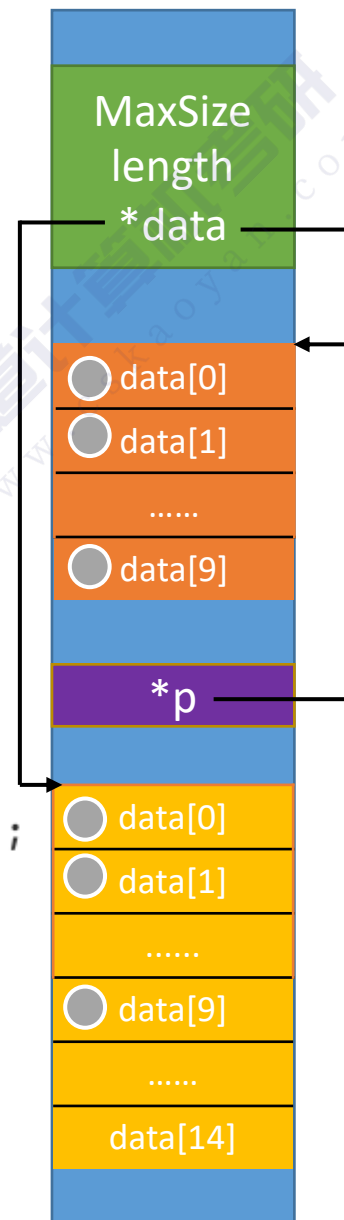 MaxSize
length
*data
data[0]
data[1]
......
data[9]
*p
;
data[0]
data[1]
......
data[9]
......
data[14]